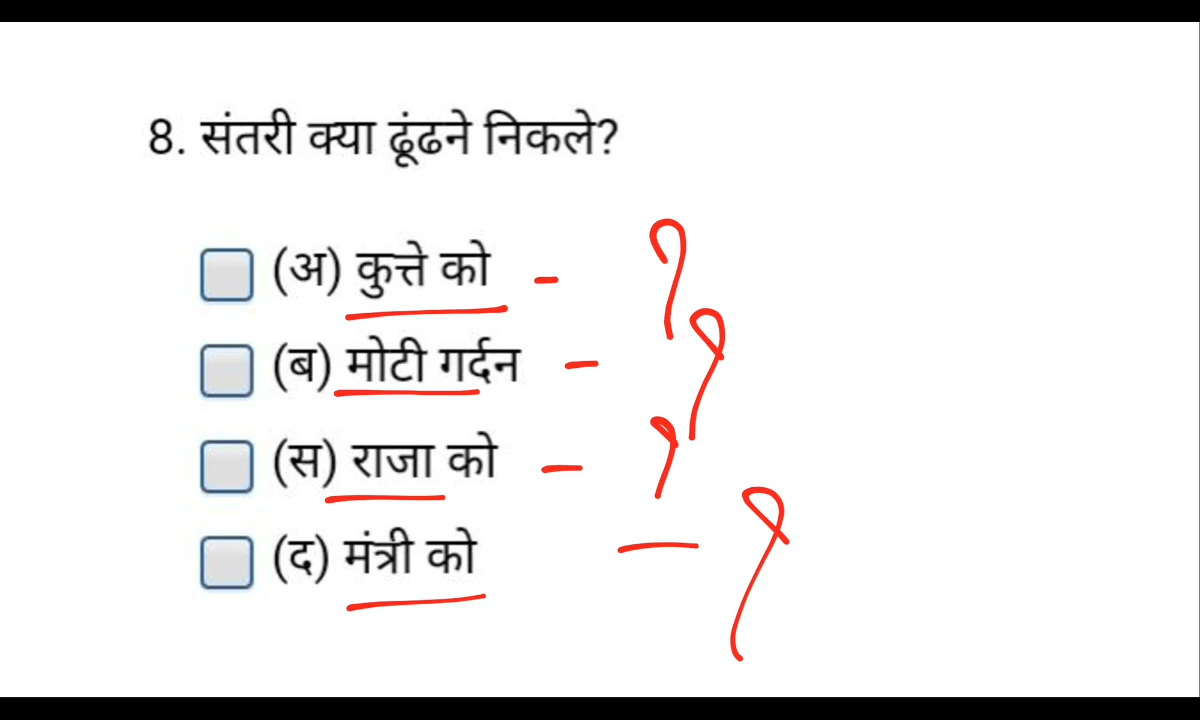 8. संतरी क्या ढूंढने निकले?
(अ) कुत्ते को - ?
(ब) मोटी गर्दन - ?
(स) राजा को - ?
(द) मंत्री को - ?